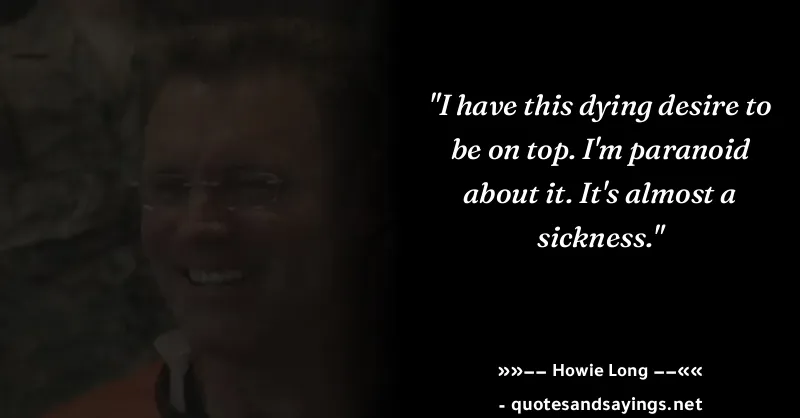 "I have this dying desire to
be on top. I'm paranoid
about it. It's almost a
sickness."
»»–– Howie Long ––««
- quotesandsayings.net